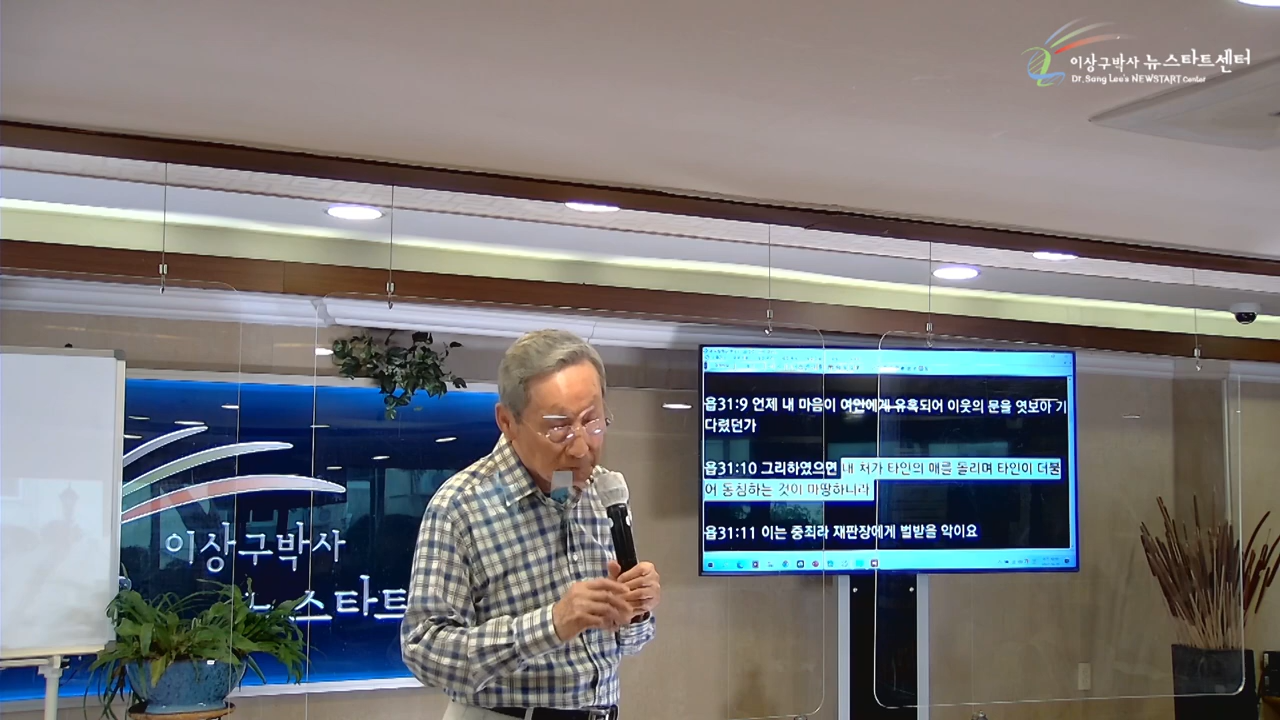 이상구박사 뉴스타트센터
Dr. Sang Lee's NEWSTART Center
욥31:9 언제 내 마음이 여인에게 유혹되어 이웃의 문을 엿보아 기
다렸던가
욥31:10 그리하였으면 내 처가 타인의 매를 돌리며 타인이 더불
어 동침하는 것이 마땅하니라
욥31:11 이는 중죄라 재판장에게 벌받을 악이요
이상구박사
뉴스타트